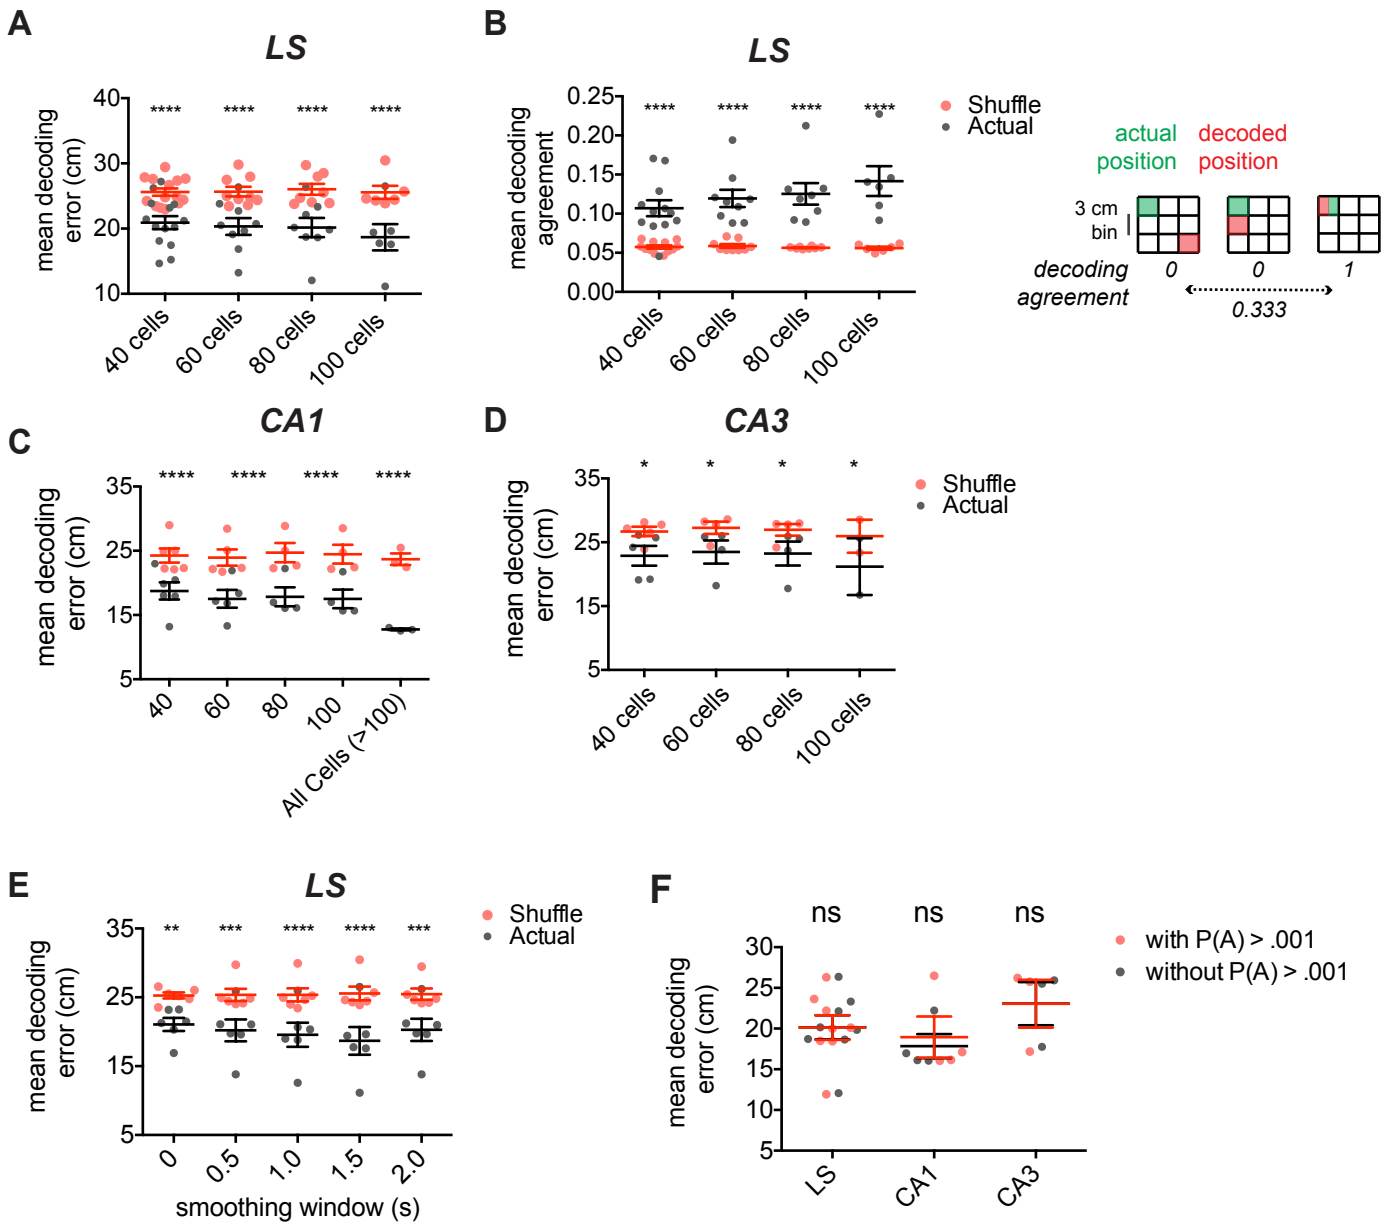 A
LS
mean decoding
error (cm)
40
30
20
10
****
****
****
****
40 cells
60 cells
80 cells
100 cells
B
LS
mean decoding
agreement
0.25
0.20
0.15
0.10
0.05
0.00
****
****
****
****
40 cells
60 cells
80 cells
100 cells
Shuffle
Actual
actual
position
decoded
position
3 cm
bin
decoding
agreement
0
0
1
0.333
C
CA1
mean decoding
error (cm)
35
25
15
5
****
****
****
****
40
60
80
100
All Cells (>100)
D
CA3
mean decoding
error (cm)
35
25
15
5
*
*
*
*
40 cells
60 cells
80 cells
100 cells
Shuffle
Actual
E
LS
mean decoding
error (cm)
35
25
15
5
**
***
****
****
***
0
0.5
1.0
1.5
2.0
smoothing window (s)
Shuffle
Actual
F
mean decoding
error (cm)
30
25
20
15
10
5
ns
ns
ns
LS
CA1
CA3
with P(A) > .001
without P(A) > .001